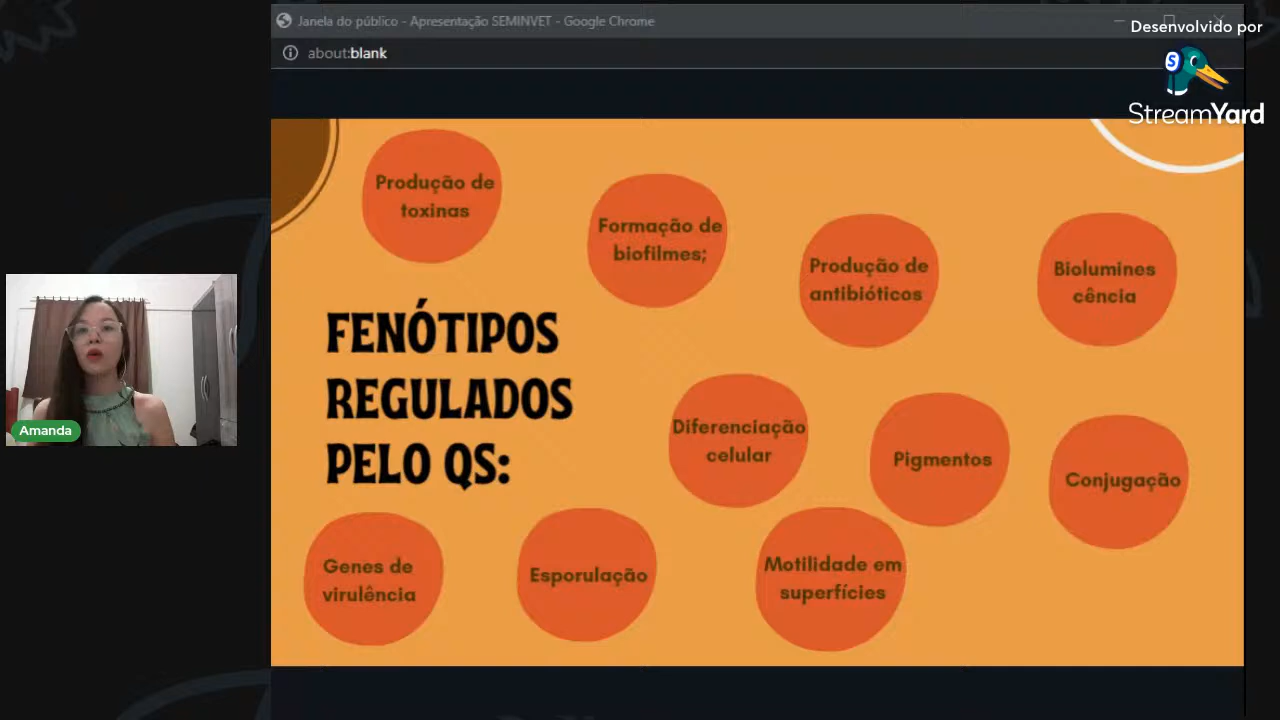 Janela do público - Apresentação SEMINVET - Google Chrome
about:blank
Desenvolvido por
StreamYard
Produção de
toxinas
Formação de
biofilmes;
Produção de
antibióticos
Biolumines
cência
FENÓTIPOS
REGULADOS
PELO QS:
Diferenciação
celular
Pigmentos
Conjugação
Genes de
virulência
Esporulação
Motilidade em
superfícies
Amanda